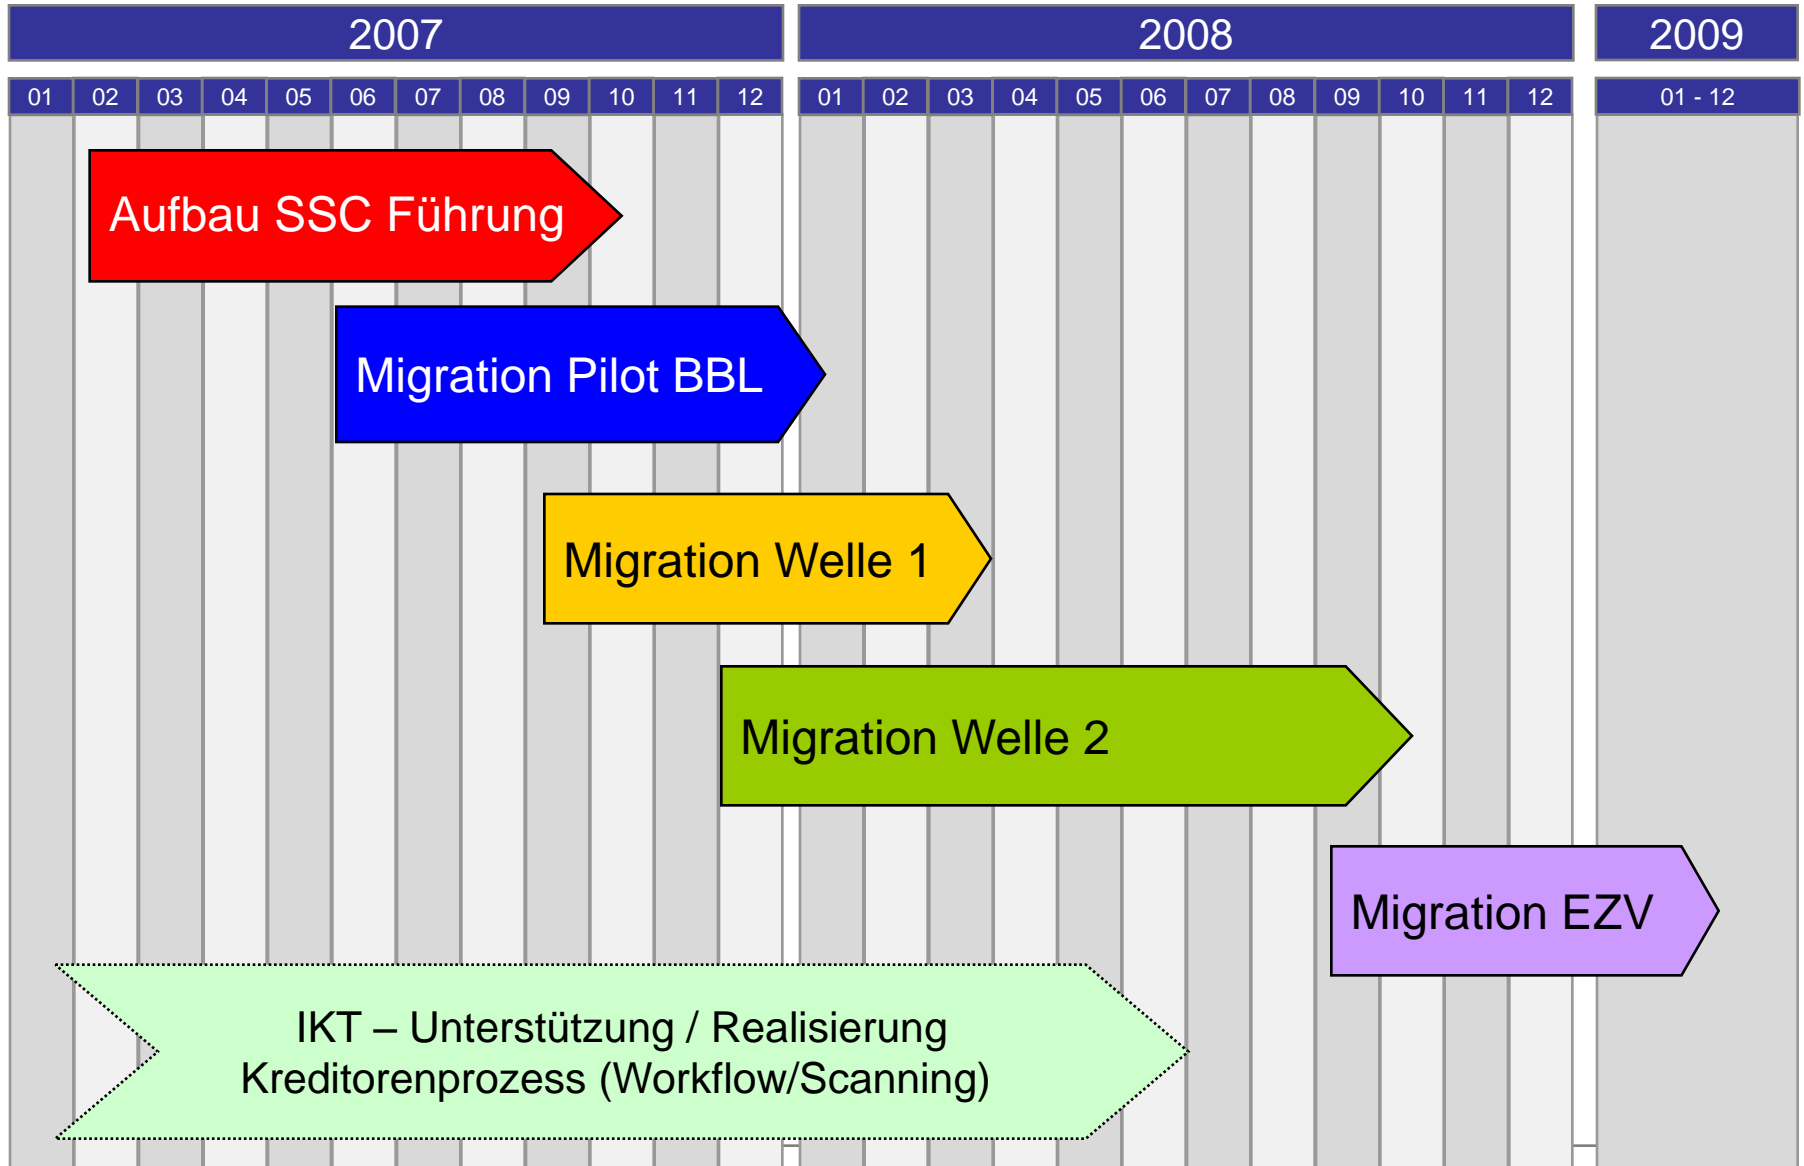 2007 2008 2009
01 02 03 04 05 06 07 08 09 10 11 12 01 02 03 04 05 06 07 08 09 10 11 12 01 - 12
Aufbau SSC Führung
Migration Pilot BBL
Migration Welle 1
Migration Welle 2
Migration EZV
IKT – Unterstützung / Realisierung
Kreditorenprozess (Workflow/Scanning)